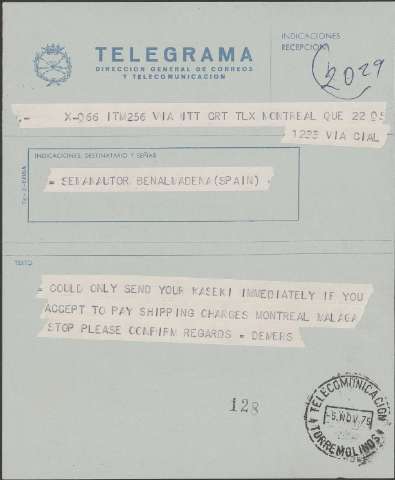 TELEGRAMA
DIRECCION GENERAL DE CORREOS
Y TELECOMUNICACION
INDICACIONES
RECEPCION
2029
X-066 ITM256 VIA ITT CRT TLX MONTREAL QUE 22 05
VIA CIAL
INDICACIONES, DESTINATARIO Y SEÑAS
= SEMANAUTOR BENALMADENA(SPAIN)
TEXTO
= COULD ONLY SEND YOUR KASEKI IMMEDIATELY IF YOU
ACCEPT TO PAY SHIPPING CHARGES MONTREAL MALAGA
STOP PLEASE CONFIRM REGARDS = DEMERS
128
TELECOMUNICACION
-5.NOV.75
TORREMOLINOS